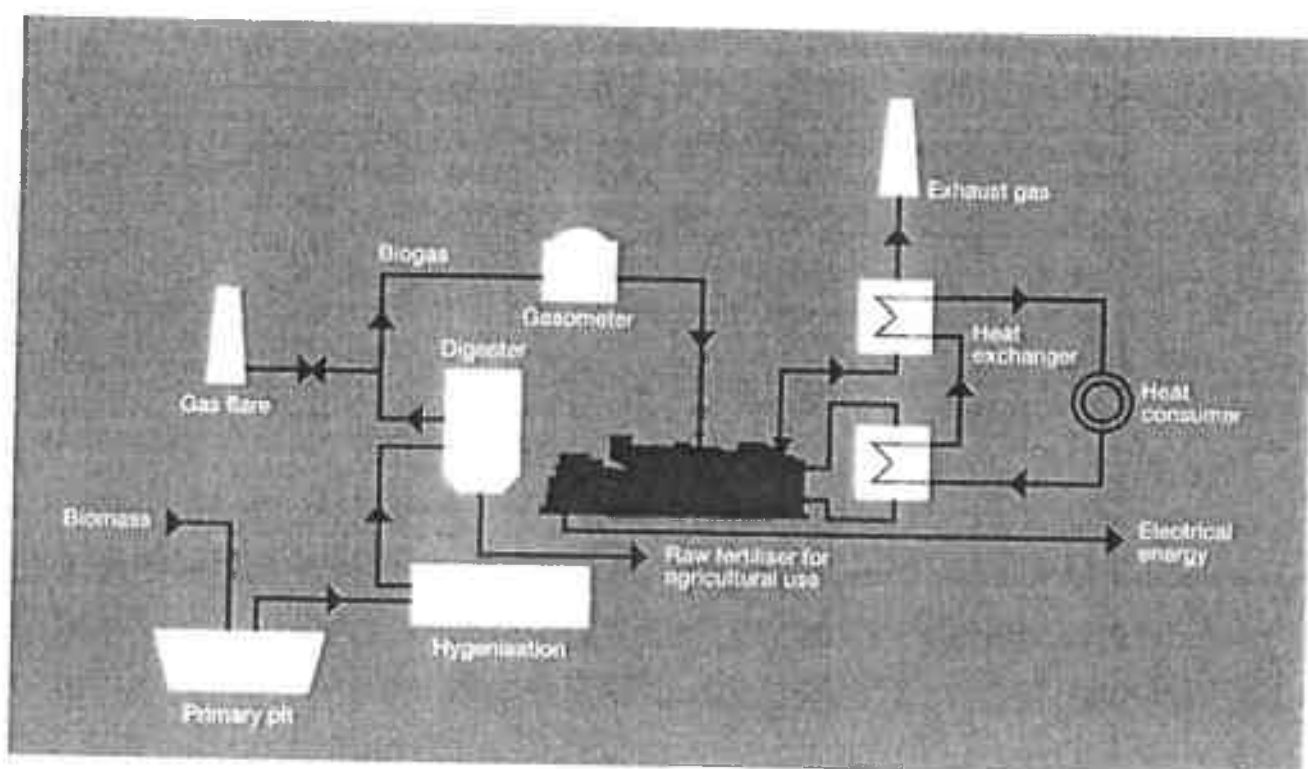 Exhaust gas
Biogas
Gasometer
Heat
exchanger
Digester
Gas flare
Heat
consumer
Biomass
Electrical
energy
Raw fertiliser for
agricultural use
Hygenisation
Primary pit